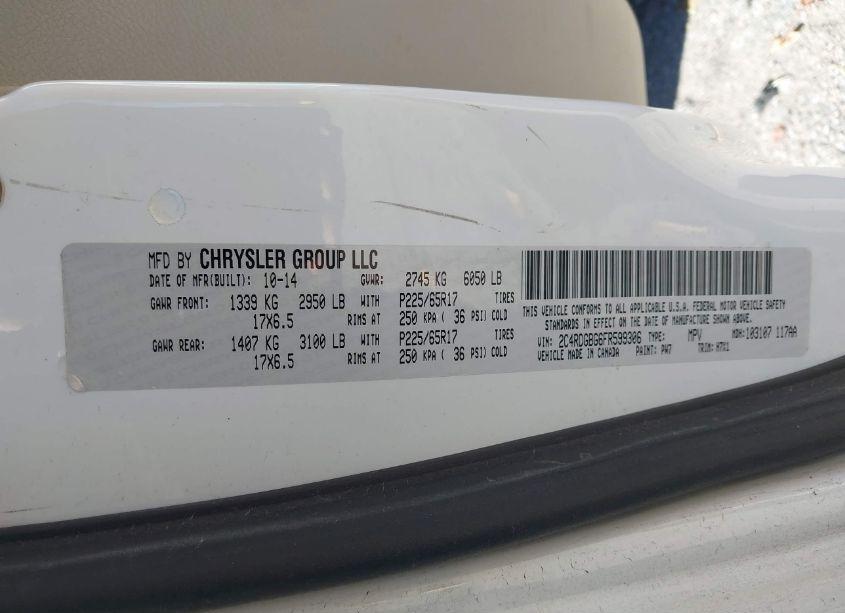 MFD BY CHRYSLER GROUP LLC
DATE OF MFR(BUILT): 10-14 GVWR: 2745 KG 6050 LB
GAWR FRONT: 1339 KG 2950 LB WITH P225/65R17 TIRES
17X6.5 RIMS AT 250 KPA ( 36 PSI) COLD
GAWR REAR: 1407 KG 3100 LB WITH P225/65R17 TIRES
17X6.5 RIMS AT 250 KPA ( 36 PSI) COLD
THIS VEHICLE CONFORMS TO ALL APPLICABLE U.S.A. FEDERAL MOTOR VEHICLE SAFETY
STANDARDS IN EFFECT ON THE DATE OF MANUFACTURE SHOWN ABOVE.
VIN: 2C4RDGBG6FR599306 TYPE: MPV MDH: 103107 117AA
VEHICLE MADE IN CANADA PAINT: PW7 TRIM: H7X1